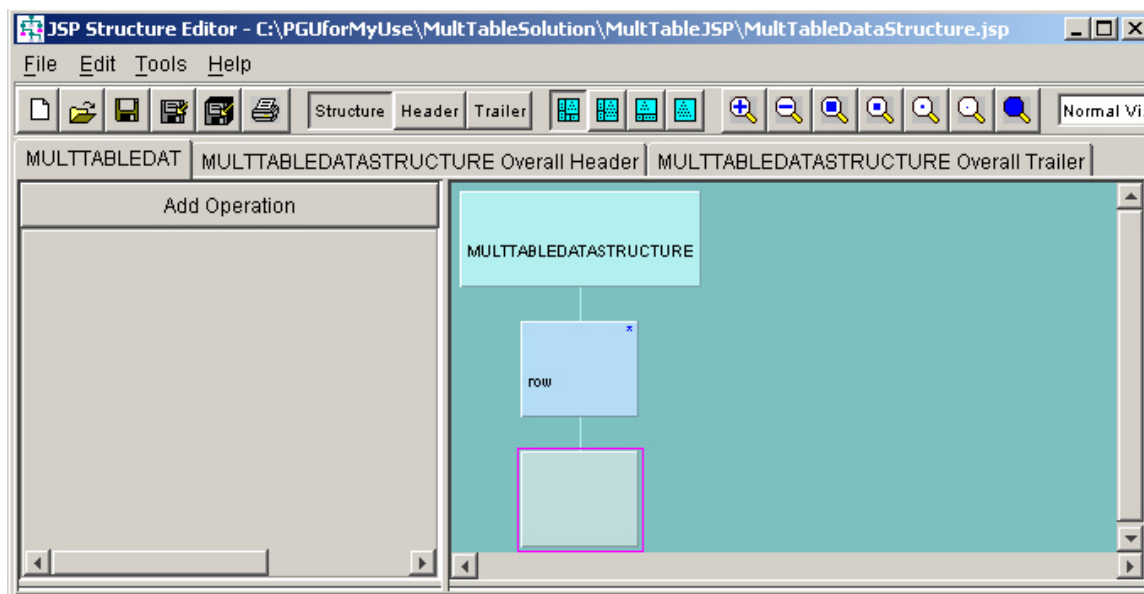 JSP Structure Editor - C:\PGUforMyUse\MultTableSolution\MultTableJSP\MultTableDataStructure.jsp
File Edit Tools Help
Structure Header Trailer Normal Vi
MULTTABLEDAT MULTTABLEDATASTRUCTURE Overall Header MULTTABLEDATASTRUCTURE Overall Trailer
Add Operation
MULTTABLEDATASTRUCTURE
*
row